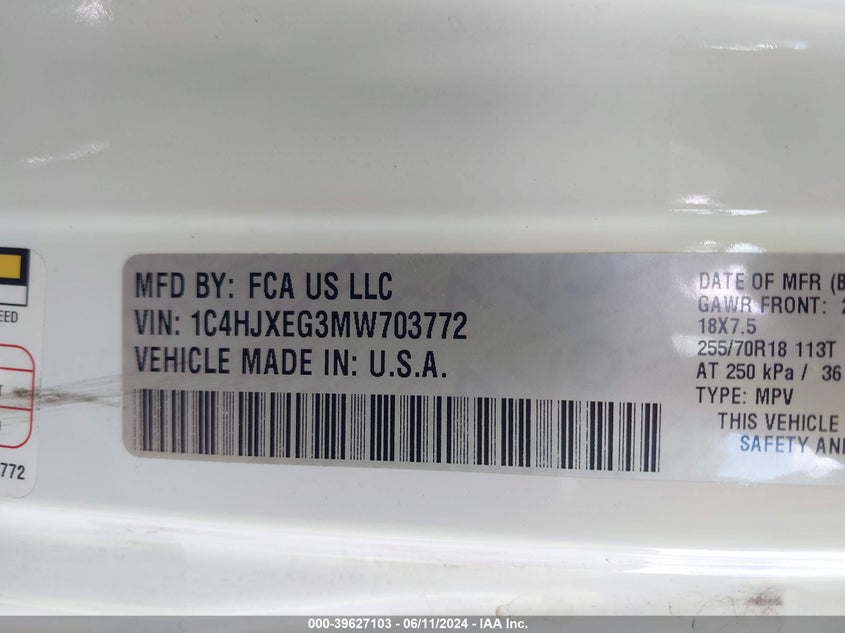 MFD BY: FCA US LLC
VIN: 1C4HJXEG3MW703772
VEHICLE MADE IN: U.S.A.
DATE OF MFR (B
GAWR FRONT: 2
18X7.5
255/70R18 113T
AT 250 kPa / 36
TYPE: MPV
THIS VEHICLE
SAFETY AN
EED
T
772
000-39627103 - 06/11/2024 - IAA Inc.